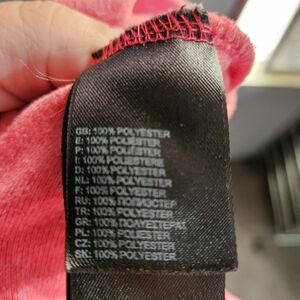 GB: 100% POLYESTER
E: 100% POLIESTER
P: 100% POLIESTER
I: 100% POLIESTERE
D: 100% POLYESTER
NL: 100% POLYESTER
F: 100% POLYESTER
RU: 100% ПОЛИЭСТЕР
TR: 100% POLYESTER
GR: 100% ΠΟΛΥΕΣΤΕΡΑΣ
PL: 100% POLIESTER
CZ: 100% POLYESTER
SK: 100% POLYESTER